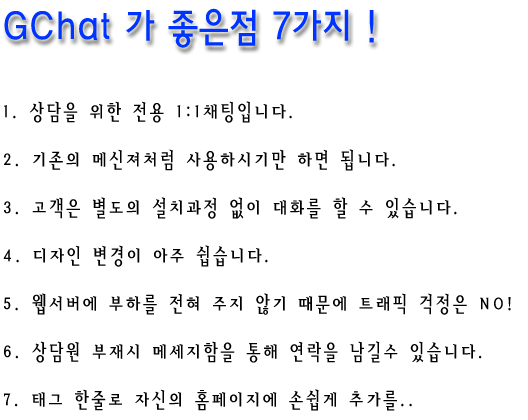 GChat 가 좋은점 7가지 !
1. 상담을 위한 전용 1:1채팅입니다.
2. 기존의 메신져처럼 사용하시기만 하면 됩니다.
3. 고객은 별도의 설치과정 없이 대화를 할 수 있습니다.
4. 디자인 변경이 아주 쉽습니다.
5. 웹서버에 부하를 전혀 주지 않기 때문에 트래픽 걱정은 NO!
6. 상담원 부재시 메세지함을 통해 연락을 남길수 있습니다.
7. 태그 한줄로 자신의 홈페이지에 손쉽게 추가를..